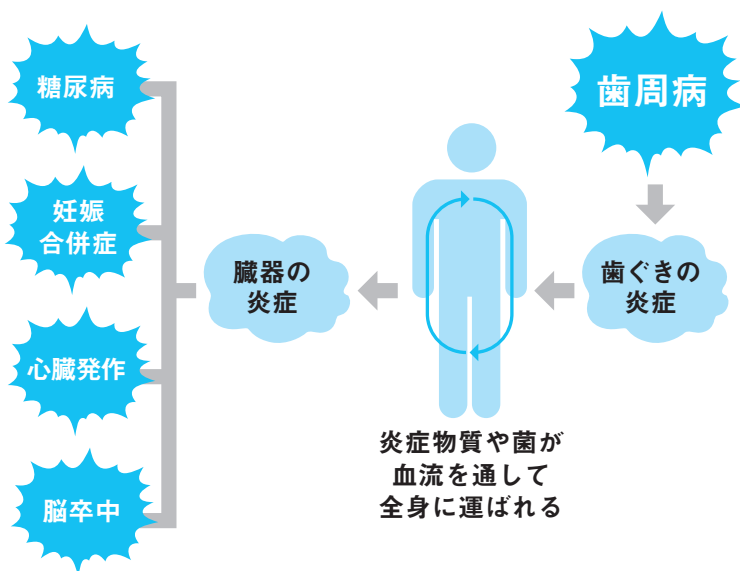 歯周病
歯ぐきの
炎症
炎症物質や菌が
血流を通して
全身に運ばれる
臓器の
炎症
糖尿病
妊娠
合併症
心臓発作
脳卒中